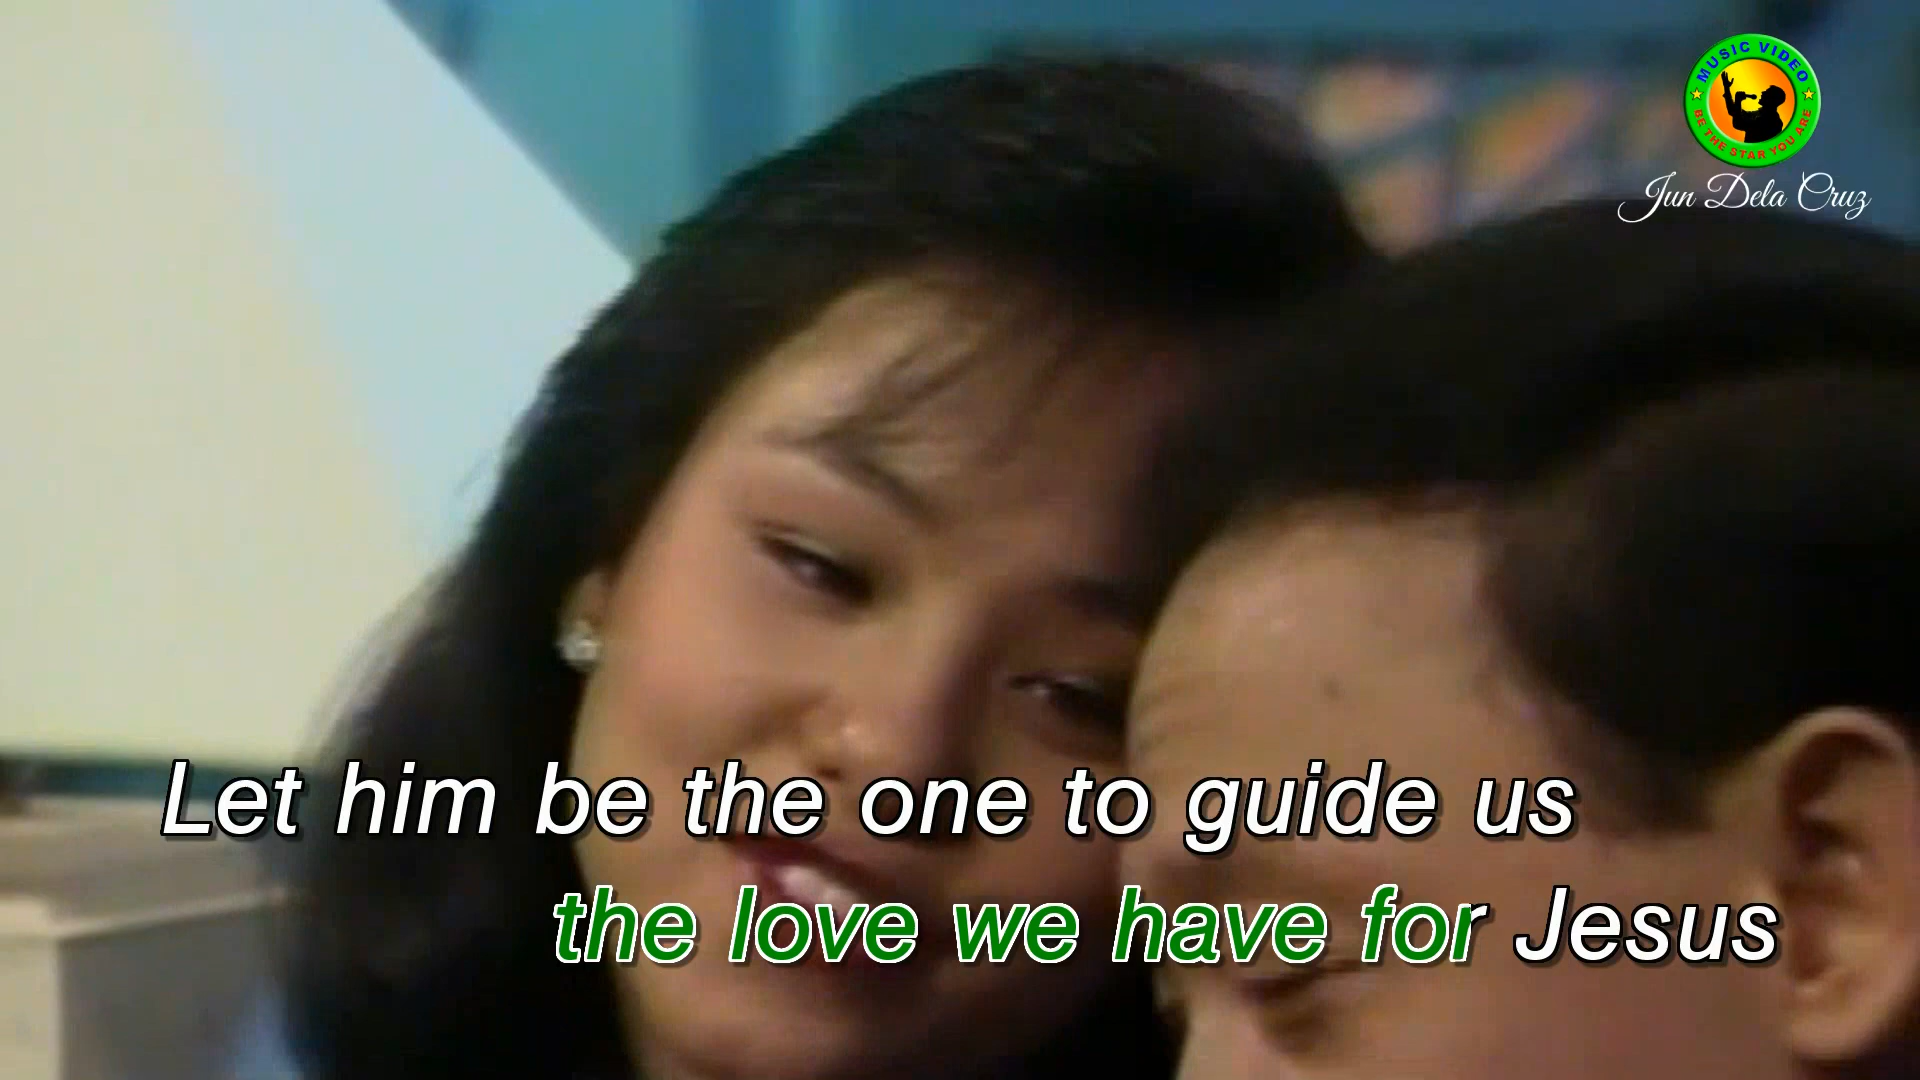 MUSIC VIDEO
BE THE STAR YOU ARE
Jun Dela Cruz
Let him be the one to guide us
the love we have for Jesus